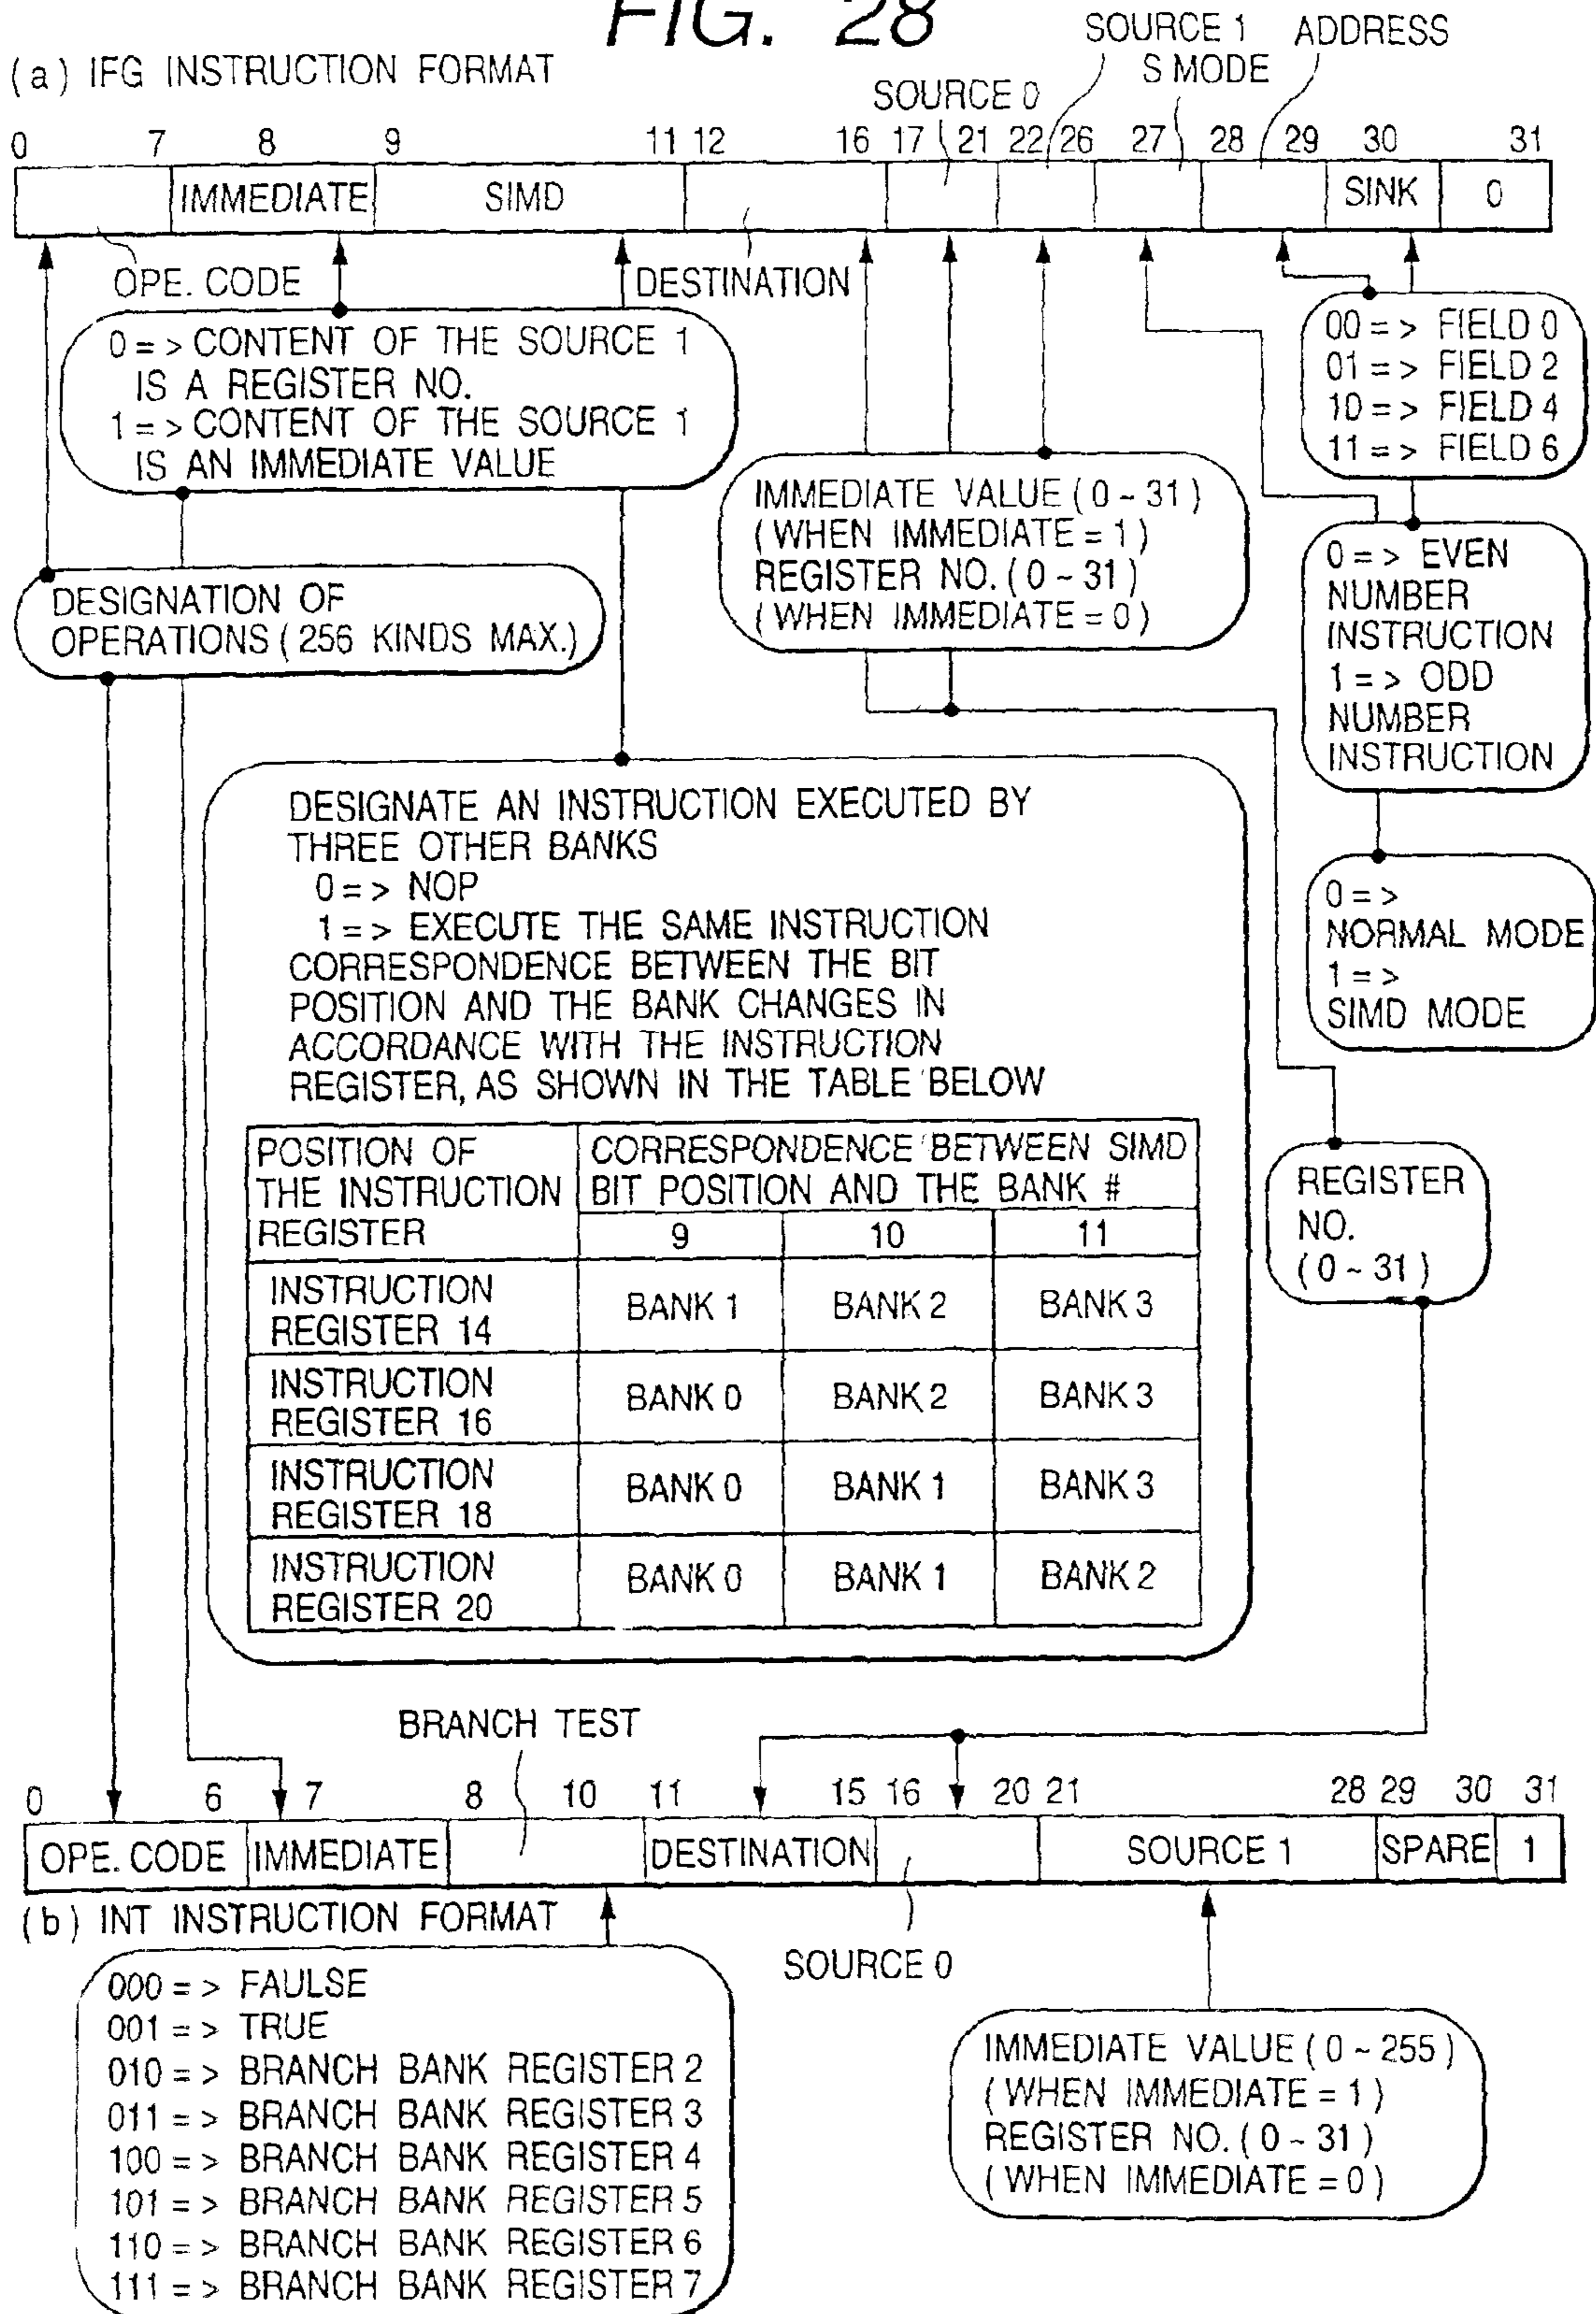 FIG. 28
(a) IFG INSTRUCTION FORMAT
SOURCE 0
SOURCE 1
S MODE
ADDRESS
0 7 8 9 11 12 16 17 21 22 26 27 28 29 30 31
IMMEDIATE SIMD SINK 0
OPE. CODE
DESTINATION
0 = > CONTENT OF THE SOURCE 1
IS A REGISTER NO.
1 = > CONTENT OF THE SOURCE 1
IS AN IMMEDIATE VALUE
00 = > FIELD 0
01 = > FIELD 2
10 = > FIELD 4
11 = > FIELD 6
IMMEDIATE VALUE ( 0 ~ 31 )
( WHEN IMMEDIATE = 1 )
REGISTER NO. ( 0 ~ 31 )
( WHEN IMMEDIATE = 0 )
DESIGNATION OF
OPERATIONS ( 256 KINDS MAX. )
0 = > EVEN
NUMBER
INSTRUCTION
1 = > ODD
NUMBER
INSTRUCTION
DESIGNATE AN INSTRUCTION EXECUTED BY
THREE OTHER BANKS
0 = > NOP
1 = > EXECUTE THE SAME INSTRUCTION
CORRESPONDENCE BETWEEN THE BIT
POSITION AND THE BANK CHANGES IN
ACCORDANCE WITH THE INSTRUCTION
REGISTER, AS SHOWN IN THE TABLE BELOW
0 = >
NORMAL MODE
1 = >
SIMD MODE
POSITION OF
THE INSTRUCTION
REGISTER
CORRESPONDENCE BETWEEN SIMD
BIT POSITION AND THE BANK #
9 10 11
INSTRUCTION
REGISTER 14
BANK 1 BANK 2 BANK 3
INSTRUCTION
REGISTER 16
BANK 0 BANK 2 BANK 3
INSTRUCTION
REGISTER 18
BANK 0 BANK 1 BANK 3
INSTRUCTION
REGISTER 20
BANK 0 BANK 1 BANK 2
REGISTER
NO.
( 0 ~ 31 )
BRANCH TEST
0 6 7 8 10 11 15 16 20 21 28 29 30 31
OPE. CODE IMMEDIATE DESTINATION SOURCE 1 SPARE 1
(b) INT INSTRUCTION FORMAT
SOURCE 0
000 = > FAULSE
001 = > TRUE
010 = > BRANCH BANK REGISTER 2
011 = > BRANCH BANK REGISTER 3
100 = > BRANCH BANK REGISTER 4
101 = > BRANCH BANK REGISTER 5
110 = > BRANCH BANK REGISTER 6
111 = > BRANCH BANK REGISTER 7
IMMEDIATE VALUE ( 0 ~ 255 )
( WHEN IMMEDIATE = 1 )
REGISTER NO. ( 0 ~ 31 )
( WHEN IMMEDIATE = 0 )